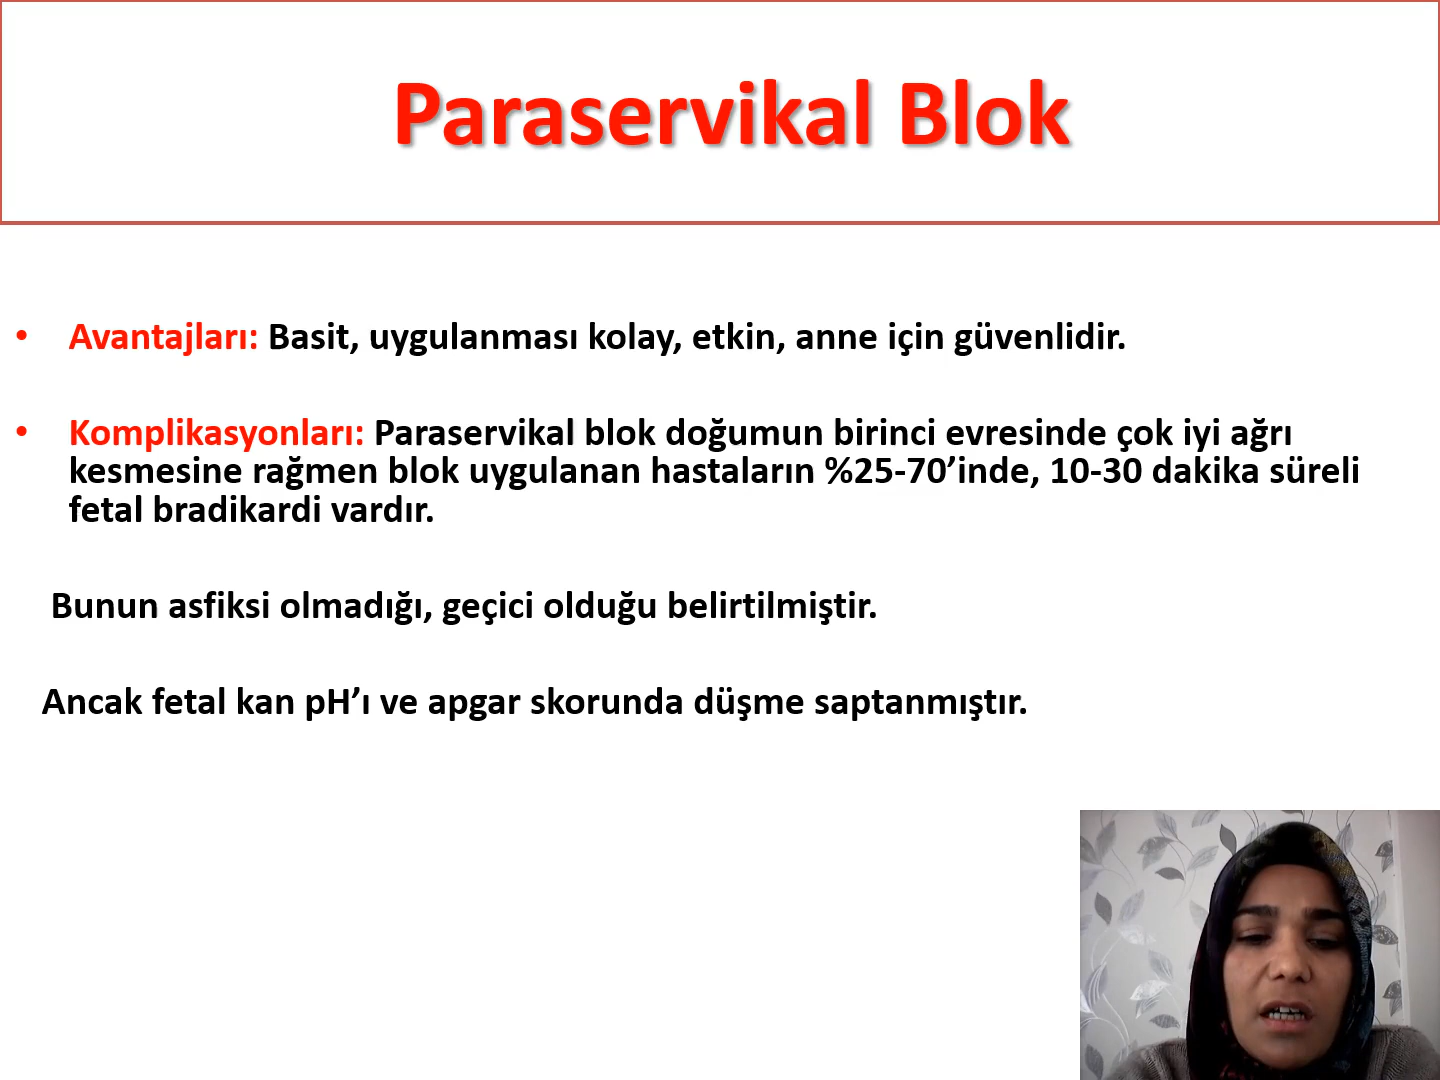 Paraservikal Blok
• Avantajları: Basit, uygulanması kolay, etkin, anne için güvenlidir.
• Komplikasyonları: Paraservikal blok doğumun birinci evresinde çok iyi ağrı
kesmesine rağmen blok uygulanan hastaların %25-70’inde, 10-30 dakika süreli
fetal bradikardi vardır.
Bunun asfiksi olmadığı, geçici olduğu belirtilmiştir.
Ancak fetal kan pH’ı ve apgar skorunda düşme saptanmıştır.